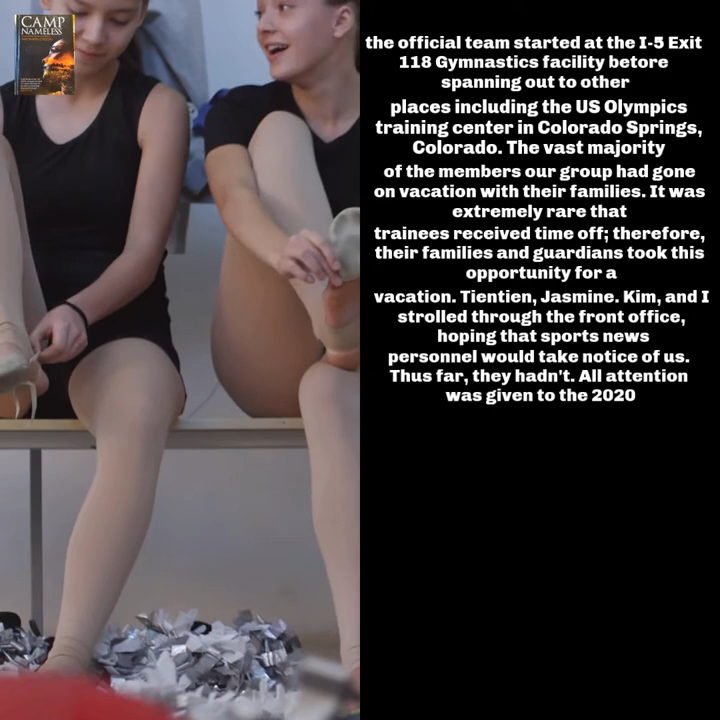 CAMP
NAMELESS
the official team started at the I-5 Exit
118 Gymnastics facility betore
spanning out to other
places including the US Olympics
training center in Colorado Springs,
Colorado. The vast majority
of the members our group had gone
on vacation with their families. It was
extremely rare that
trainees received time off; therefore,
their families and guardians took this
opportunity for a
vacation. Tientien, Jasmine. Kim, and I
strolled through the front office,
hoping that sports news
personnel would take notice of us.
Thus far, they hadn't. All attention
was given to the 2020